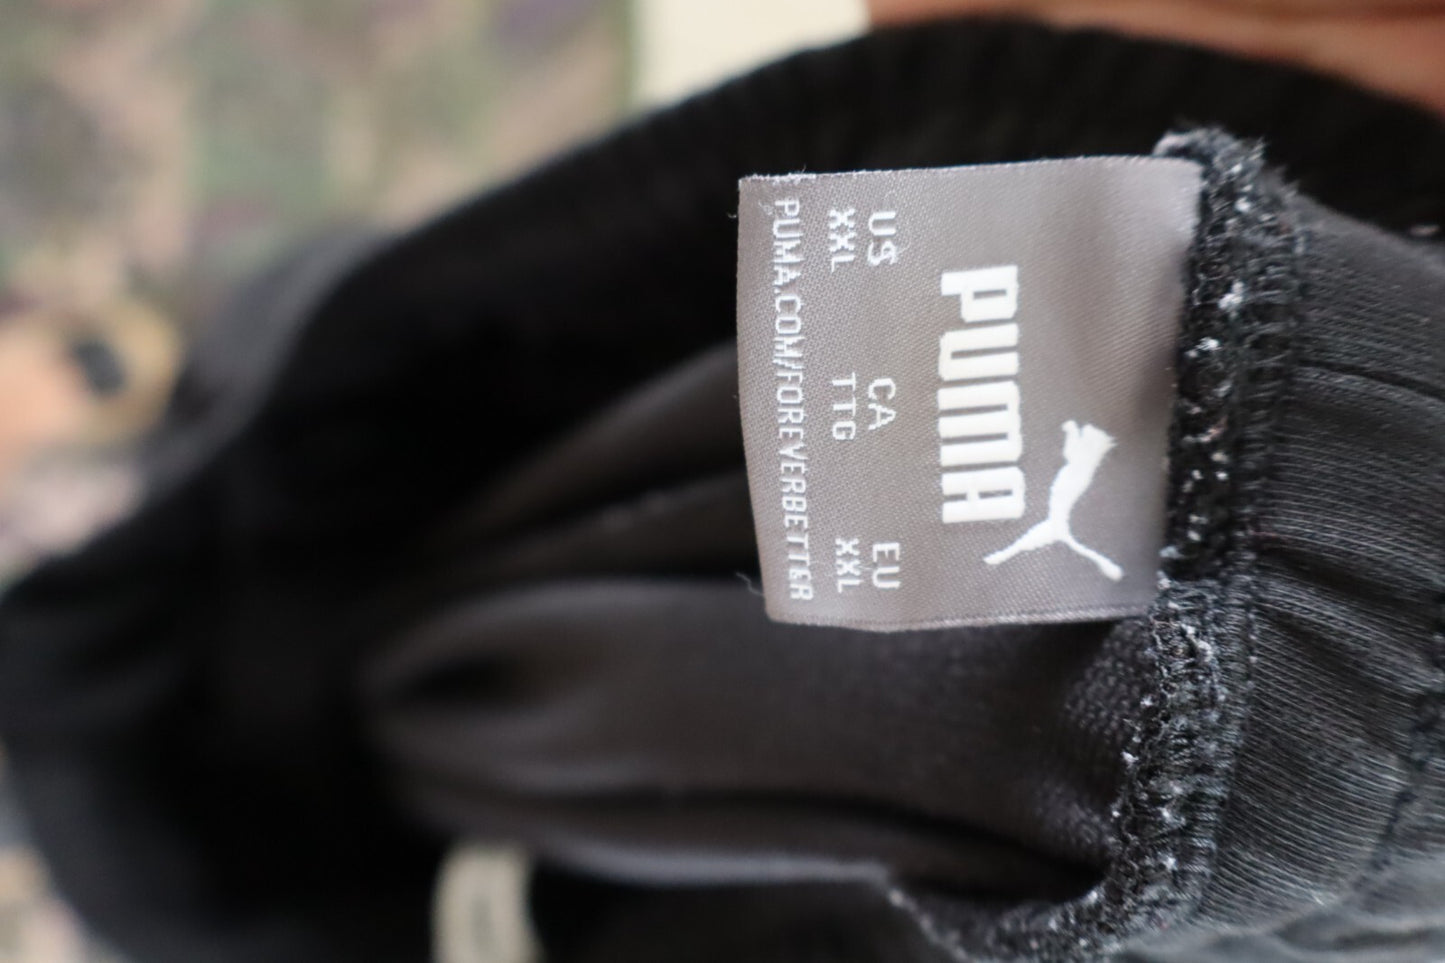 PUMA
US CA EU
XXL TTG XXL
PUMA.COM/FOREVERBETTER